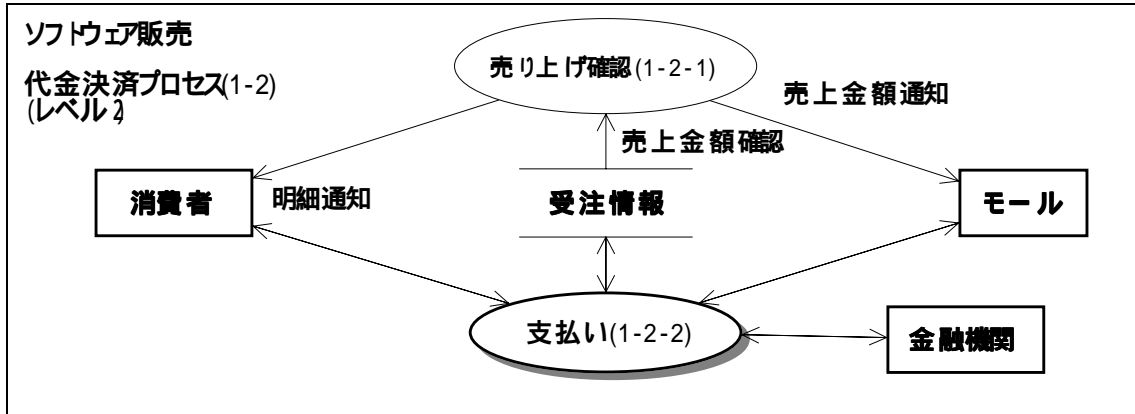 ソフトウェア販売
代金決済プロセス(1-2)
(レベル2)
売り上げ確認(1-2-1)
売上金額通知
売上金額確認
消費者
明細通知
受注情報
モール
支払い(1-2-2)
金融機関